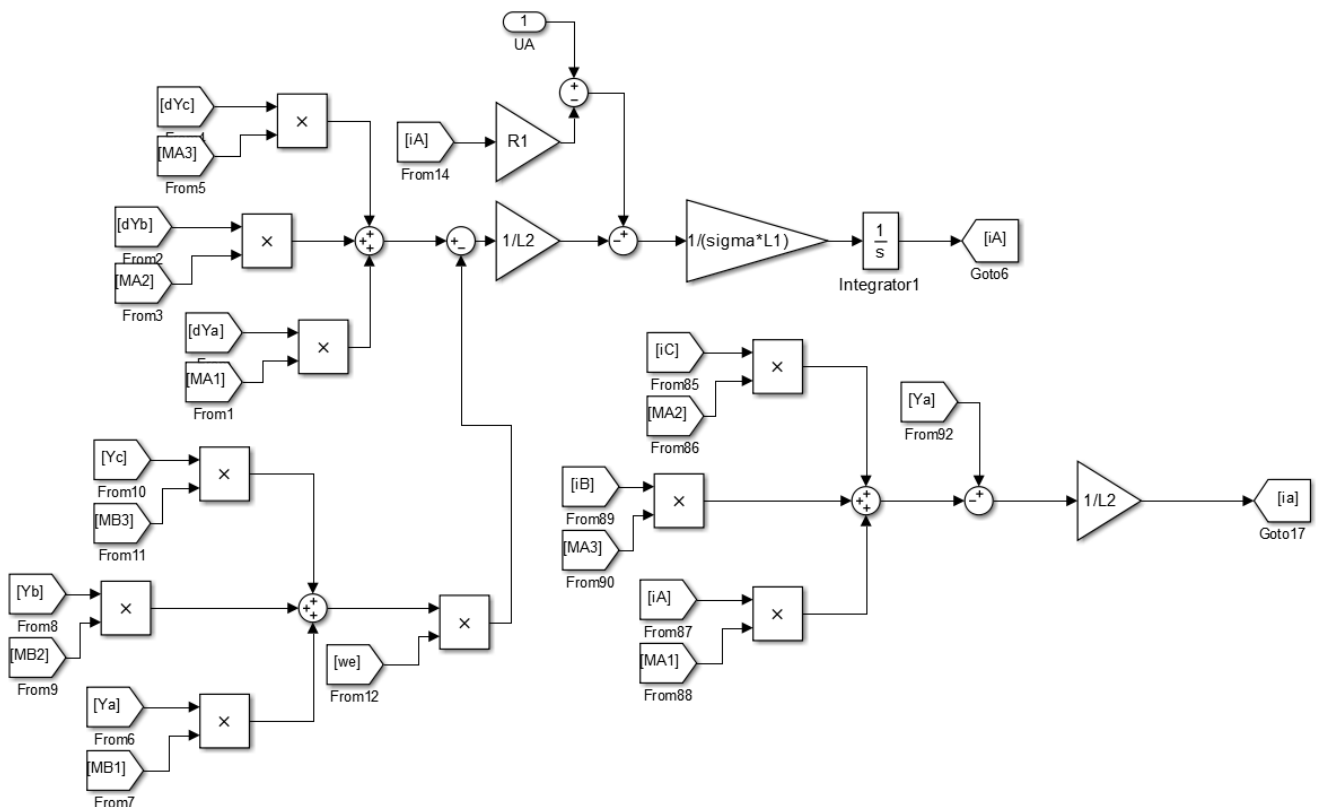 1
UA
[dYc]
[MA3]
From5
×
[iA]
From14
R1
[dYb]
From2
[MA2]
From3
×
1/L2
1/(sigma*L1)
1
s
Integrator1
[iA]
Goto6
[dYa]
[MA1]
From1
×
[iC]
From85
[MA2]
From86
×
[Ya]
From92
[Yc]
From10
[MB3]
From11
×
[iB]
From89
[MA3]
From90
×
1/L2
[ia]
Goto17
[Yb]
From8
[MB2]
From9
×
[we]
From12
×
[iA]
From87
[MA1]
From88
×
[Ya]
From6
[MB1]
From7
×